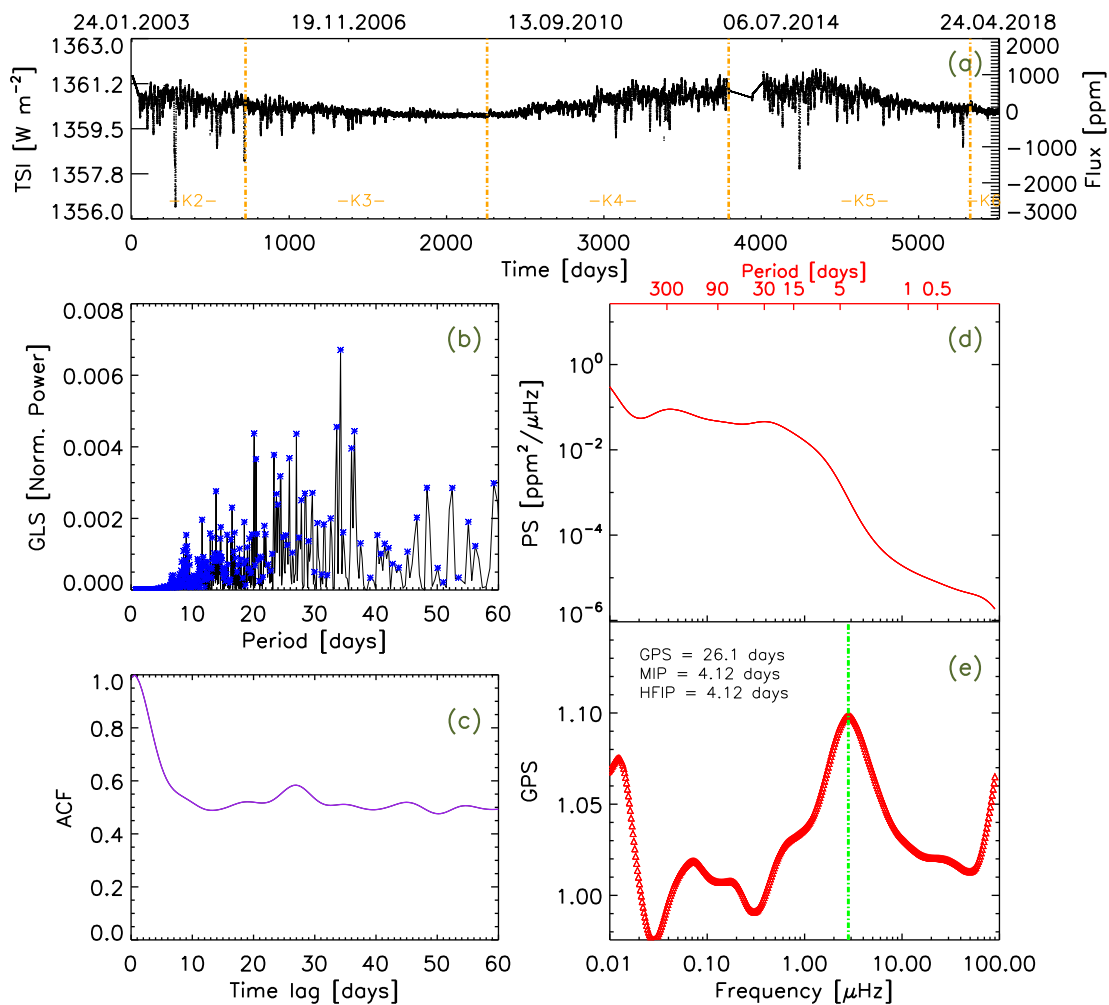 24.01.2003 19.11.2006 13.09.2010 06.07.2014 24.04.2018
1363.0 2000
(a)
1361.2 1000
1359.5 0
1357.8 -1000
-2000
1356.0 -3000
TSI [W m⁻²]
Flux [ppm]
-K2- -K3- -K4- -K5-
0 1000 2000 3000 4000 5000
Time [days]
Period [days]
300 90 30 15 5 1 0.5
0.008
0.006
0.004
0.002
0.000
GLS [Norm. Power]
(b)
0 10 20 30 40 50 60
Period [days]
(d)
10⁰
10⁻²
10⁻⁴
10⁻⁶
PS [ppm²/μHz]
1.0
0.8
0.6
0.4
0.2
0.0
ACF
(c)
0 10 20 30 40 50 60
Time lag [days]
GPS = 26.1 days
MIP = 4.12 days
HFIP = 4.12 days
(e)
1.10
1.05
1.00
GPS
0.01 0.10 1.00 10.00 100.00
Frequency [μHz]